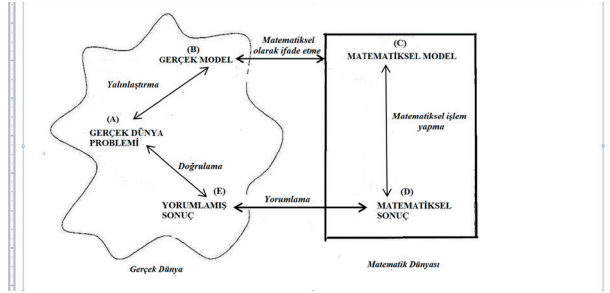 Matematiksel
olarak ifade etme
(B)
GERÇEK MODEL
(C)
MATEMATİKSEL MODEL
Yalınlaştırma
(A)
GERÇEK DÜNYA
PROBLEMİ
Matematiksel işlem
yapma
Doğrulama
(E)
YORUMLAMIŞ
SONUÇ
Yorumlama
(D)
MATEMATİKSEL
SONUÇ
Gerçek Dünya
Matematik Dünyası